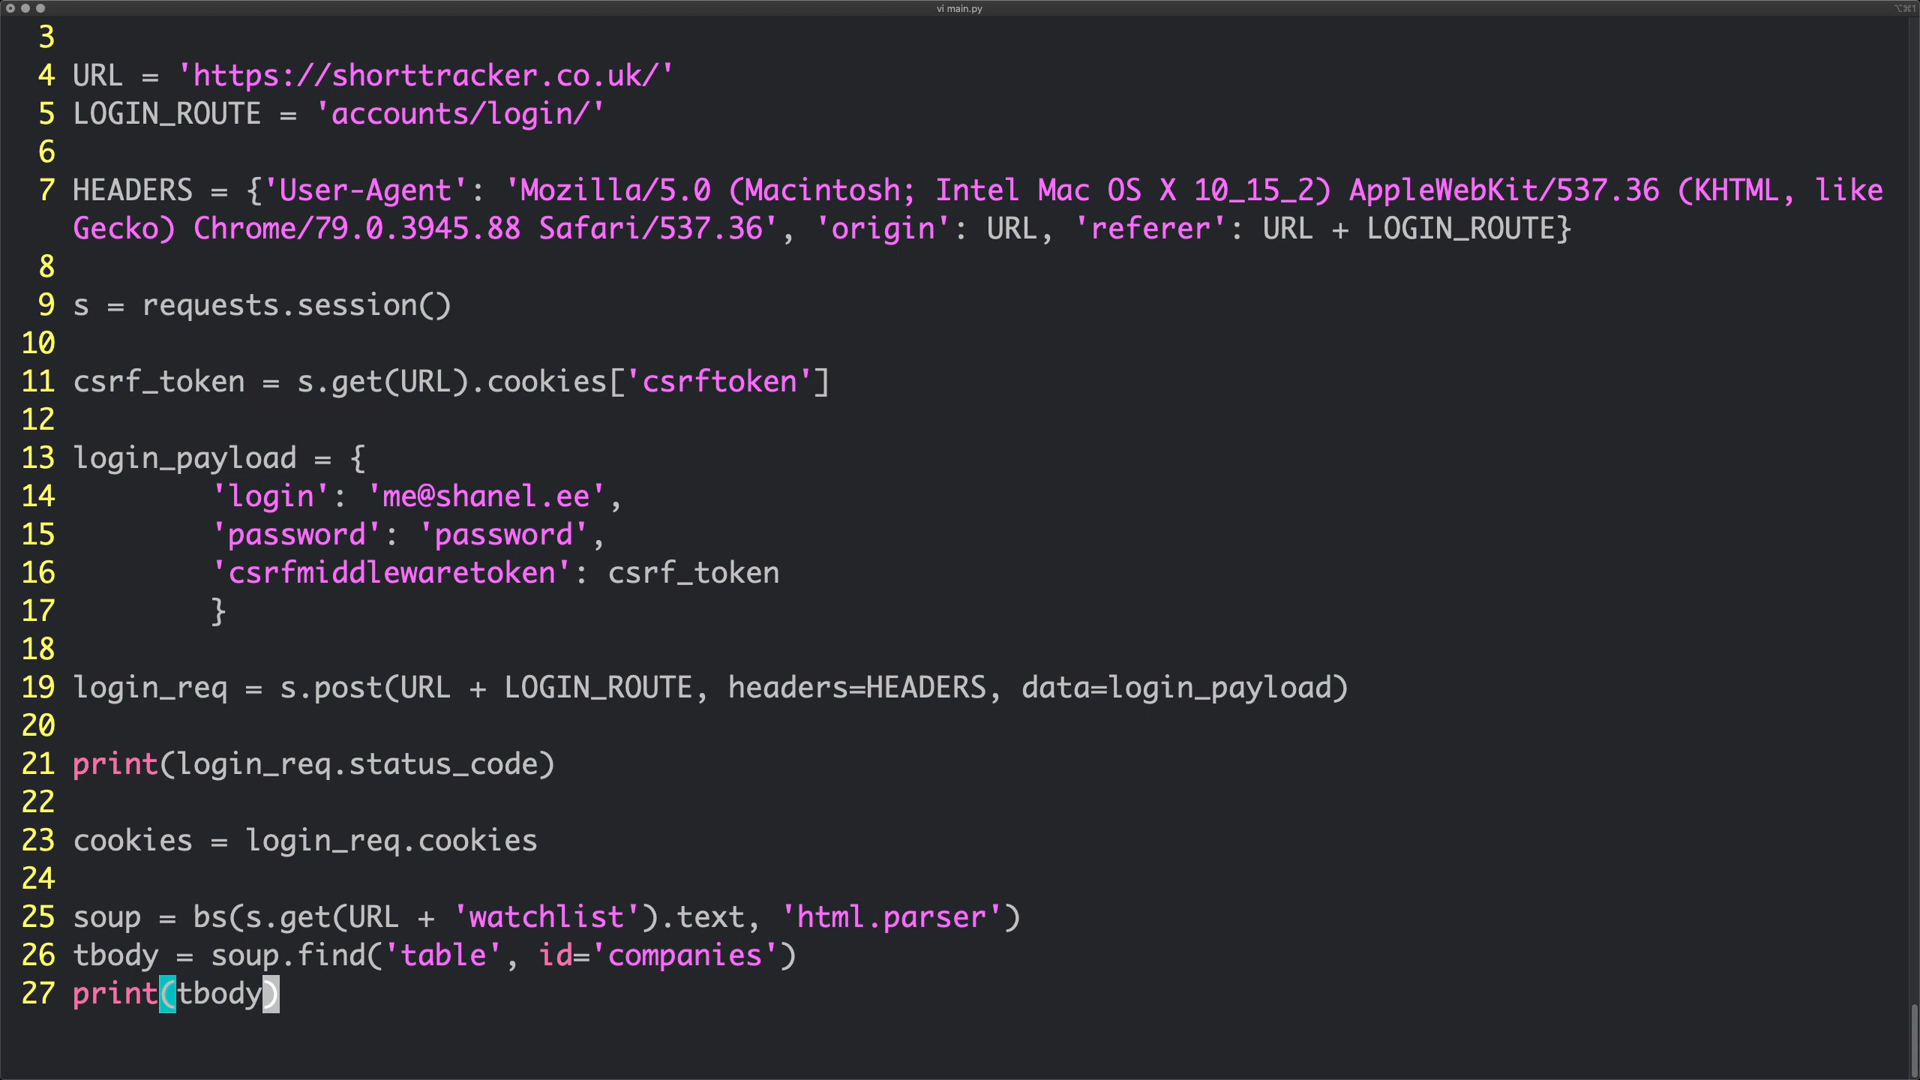 vi main.py
⌥⌘1
3
4 URL = 'https://shorttracker.co.uk/'
5 LOGIN_ROUTE = 'accounts/login/'
6
7 HEADERS = {'User-Agent': 'Mozilla/5.0 (Macintosh; Intel Mac OS X 10_15_2) AppleWebKit/537.36 (KHTML, like
Gecko) Chrome/79.0.3945.88 Safari/537.36', 'origin': URL, 'referer': URL + LOGIN_ROUTE}
8
9 s = requests.session()
10
11 csrf_token = s.get(URL).cookies['csrftoken']
12
13 login_payload = {
14         'login': 'me@shanel.ee',
15         'password': 'password',
16         'csrfmiddlewaretoken': csrf_token
17         }
18
19 login_req = s.post(URL + LOGIN_ROUTE, headers=HEADERS, data=login_payload)
20
21 print(login_req.status_code)
22
23 cookies = login_req.cookies
24
25 soup = bs(s.get(URL + 'watchlist').text, 'html.parser')
26 tbody = soup.find('table', id='companies')
27 print(tbody)